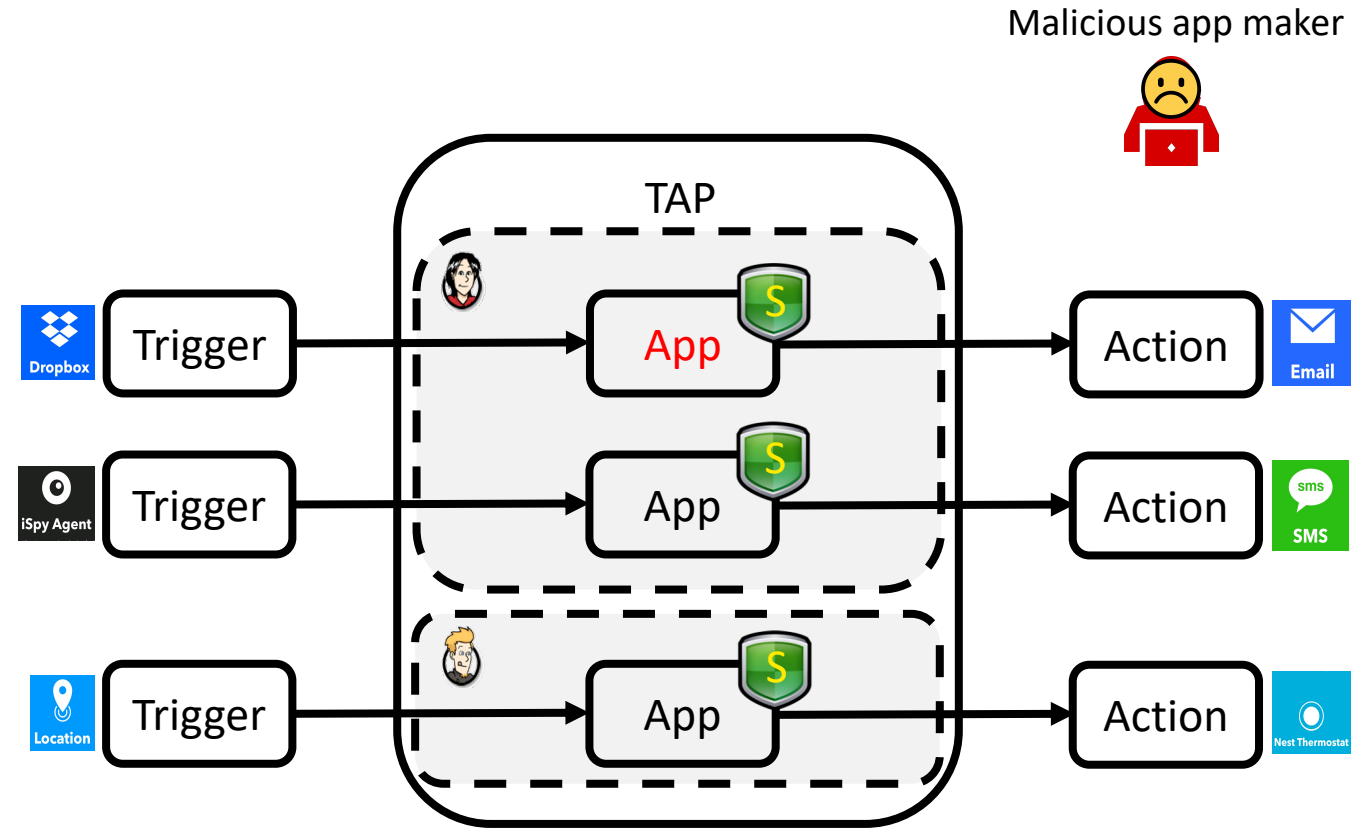 Malicious app maker
TAP
Dropbox
Trigger
S
App
Action
Email
iSpy Agent
Trigger
S
App
Action
sms
SMS
Location
Trigger
S
App
Action
Nest Thermostat